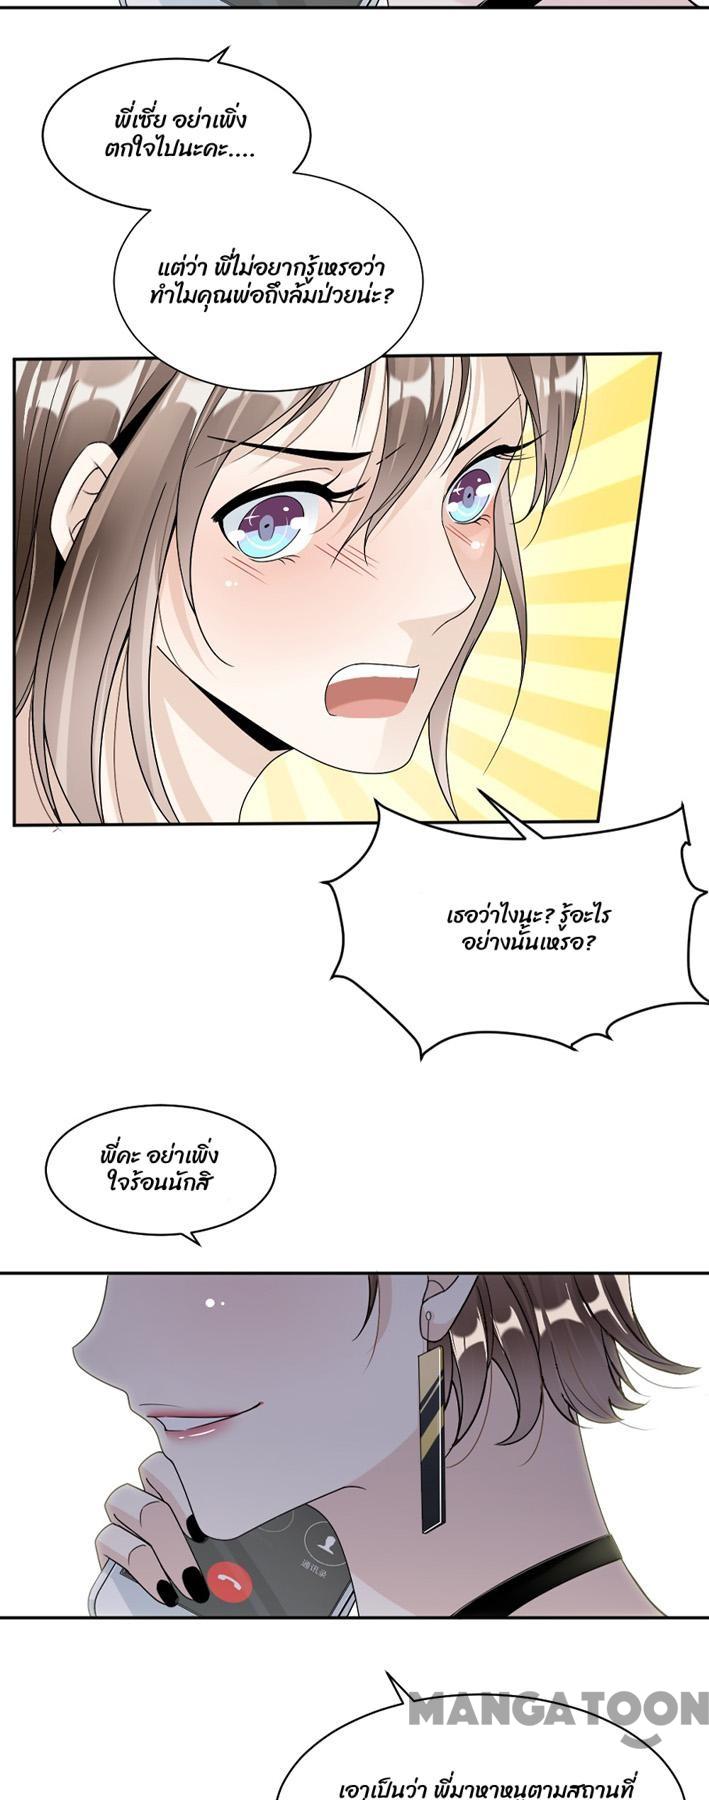 พี่เซี่ย อย่าเพิ่ง
ตกใจไปนะคะ....
แต่ว่า พี่ไม่อยากรู้เหรอว่า
ทำไมคุณพ่อถึงล้มป่วยน่ะ?
เธอว่าไงนะ? รู้อะไร
อย่างนั้นเหรอ?
พี่คะ อย่าเพิ่ง
ใจร้อนนักสิ
通讯录
MANGATOON
เอาเป็นว่า พี่มาหาหนูตามสถานที่